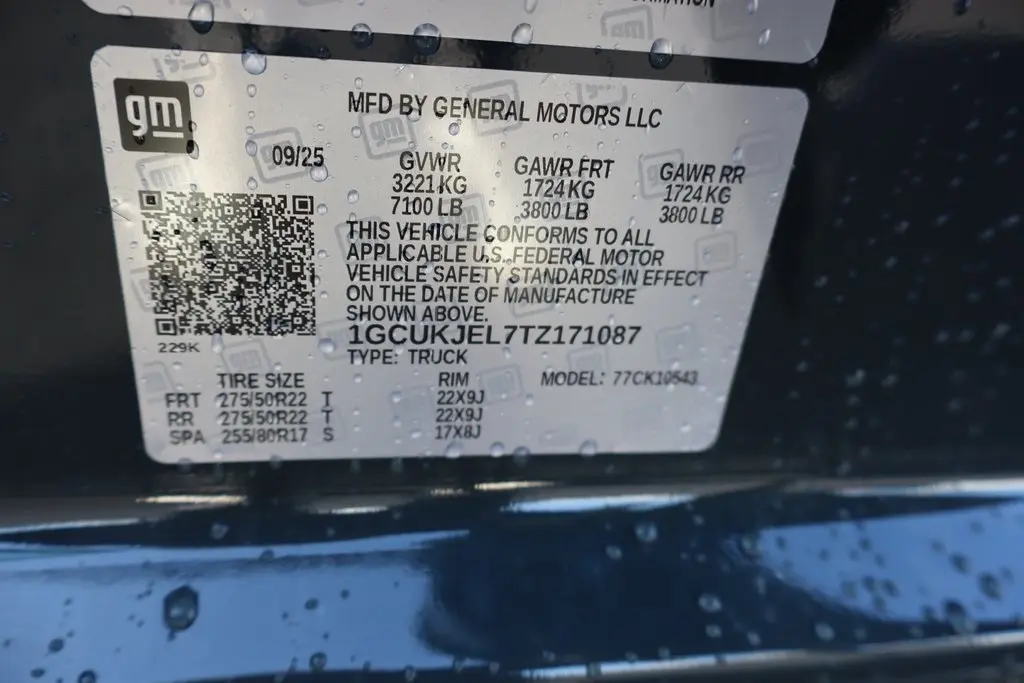 gm
MFD BY GENERAL MOTORS LLC
09/25
GVWR GAWR FRT GAWR RR
3221 KG 1724 KG 1724 KG
7100 LB 3800 LB 3800 LB
THIS VEHICLE CONFORMS TO ALL
APPLICABLE U.S. FEDERAL MOTOR
VEHICLE SAFETY STANDARDS IN EFFECT
ON THE DATE OF MANUFACTURE
SHOWN ABOVE.
1GCUKJEL7TZ171087
229K
TYPE: TRUCK
TIRE SIZE RIM MODEL: 77CK10543
FRT 275/50R22 T 22X9J
RR 275/50R22 T 22X9J
SPA 255/80R17 S 17X8J